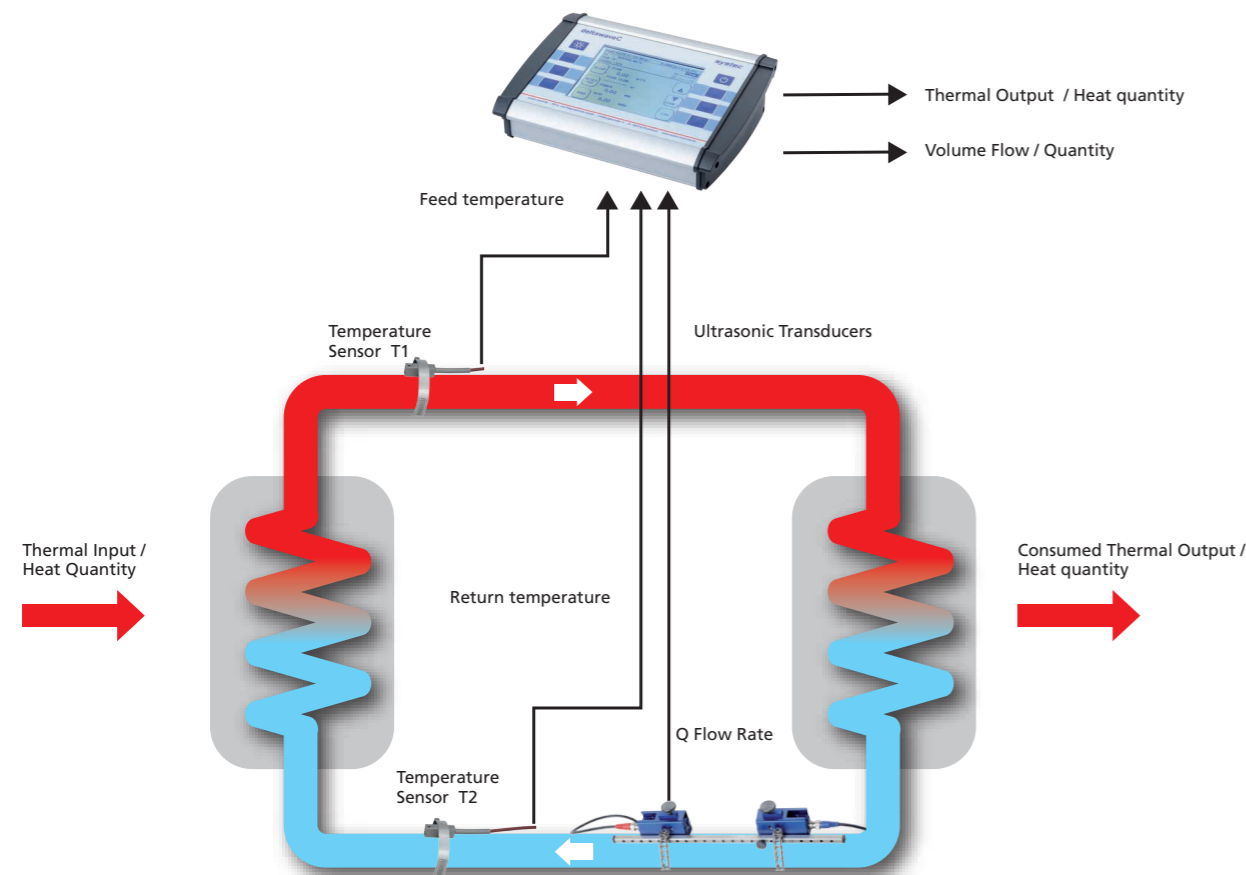 deltawaveC
systec
Thermal Output / Heat quantity
Volume Flow / Quantity
Feed temperature
Temperature
Sensor T1
Ultrasonic Transducers
Thermal Input /
Heat Quantity
Consumed Thermal Output /
Heat quantity
Return temperature
Q Flow Rate
Temperature
Sensor T2